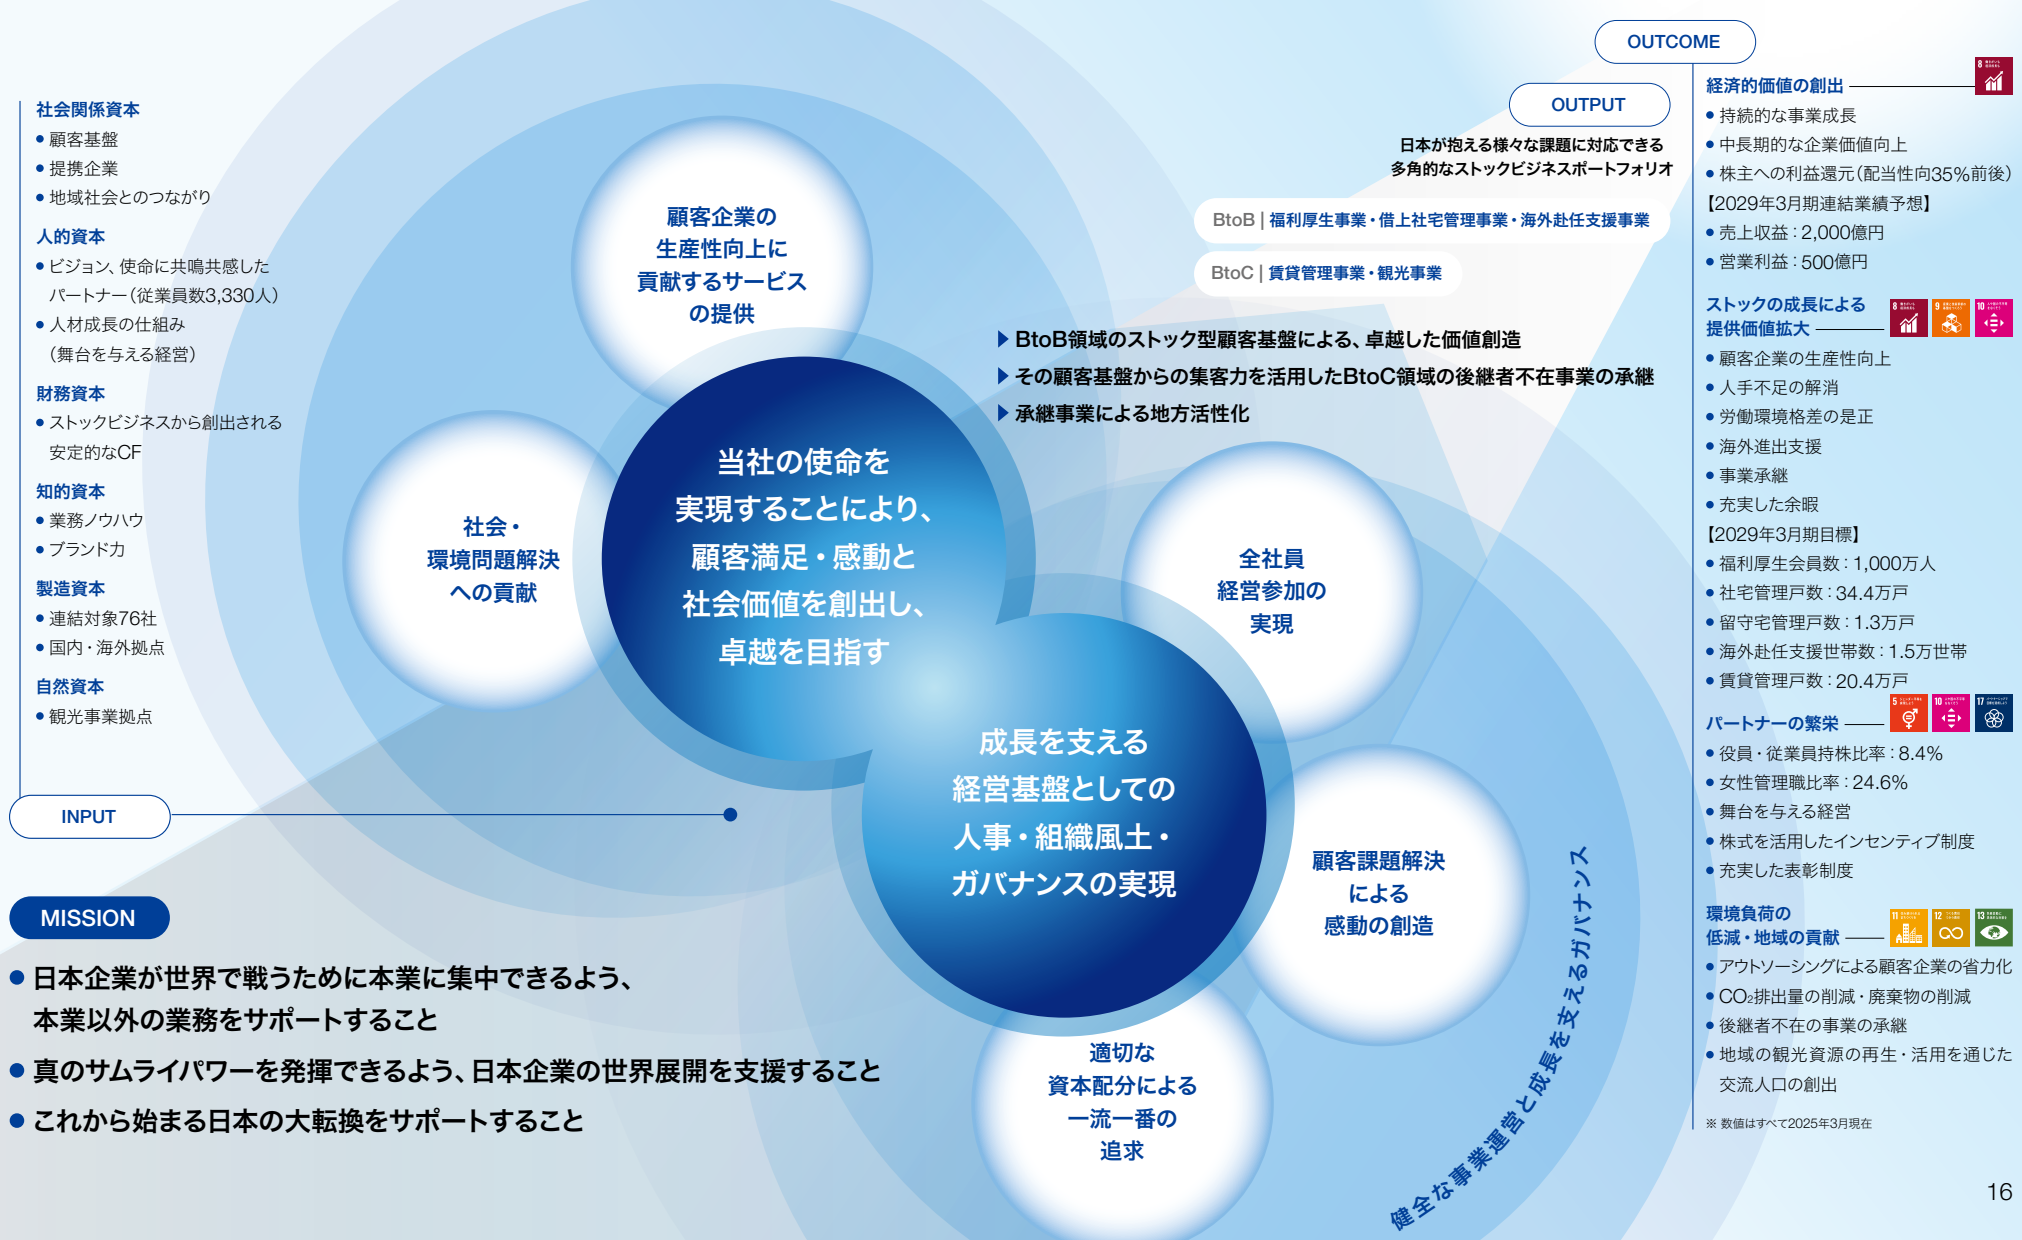 社会関係資本
● 顧客基盤
● 提携企業
● 地域社会とのつながり
人的資本
● ビジョン、使命に共鳴共感した
パートナー（従業員数3,330人）
● 人材成長の仕組み
（舞台を与える経営）
財務資本
● ストックビジネスから創出される
安定的なCF
知的資本
● 業務ノウハウ
● ブランド力
製造資本
● 連結対象76社
● 国内・海外拠点
自然資本
● 観光事業拠点
INPUT
MISSION
● 日本企業が世界で戦うために本業に集中できるよう、
本業以外の業務をサポートすること
● 真のサムライパワーを発揮できるよう、日本企業の世界展開を支援すること
● これから始まる日本の大転換をサポートすること
顧客企業の
生産性向上に
貢献するサービス
の提供
社会・
環境問題解決
への貢献
当社の使命を
実現することにより、
顧客満足・感動と
社会価値を創出し、
卓越を目指す
成長を支える
経営基盤としての
人事・組織風土・
ガバナンスの実現
全社員
経営参加の
実現
顧客課題解決
による
感動の創造
適切な
資本配分による
一流一番の
追求
健全な事業運営と成長を支えるガバナンス
OUTPUT
日本が抱える様々な課題に対応できる
多角的なストックビジネスポートフォリオ
BtoB | 福利厚生事業・借上社宅管理事業・海外赴任支援事業
BtoC | 賃貸管理事業・観光事業
▶ BtoB領域のストック型顧客基盤による、卓越した価値創造
▶ その顧客基盤からの集客力を活用したBtoC領域の後継者不在事業の承継
▶ 承継事業による地方活性化
OUTCOME
経済的価値の創出
8
● 持続的な事業成長
● 中長期的な企業価値向上
● 株主への利益還元（配当性向35%前後）
【2029年3月期連結業績予想】
● 売上収益：2,000億円
● 営業利益：500億円
ストックの成長による
提供価値拡大
8 9 10
● 顧客企業の生産性向上
● 人手不足の解消
● 労働環境格差の是正
● 海外進出支援
● 事業承継
● 充実した余暇
【2029年3月期目標】
● 福利厚生会員数：1,000万人
● 社宅管理戸数：34.4万戸
● 留守宅管理戸数：1.3万戸
● 海外赴任支援世帯数：1.5万世帯
● 賃貸管理戸数：20.4万戸
パートナーの繁栄
5 10 17
● 役員・従業員持株比率：8.4%
● 女性管理職比率：24.6%
● 舞台を与える経営
● 株式を活用したインセンティブ制度
● 充実した表彰制度
環境負荷の
低減・地域の貢献
11 12 13
● アウトソーシングによる顧客企業の省力化
● CO₂排出量の削減・廃棄物の削減
● 後継者不在の事業の承継
● 地域の観光資源の再生・活用を通じた
交流人口の創出
※ 数値はすべて2025年3月現在
16